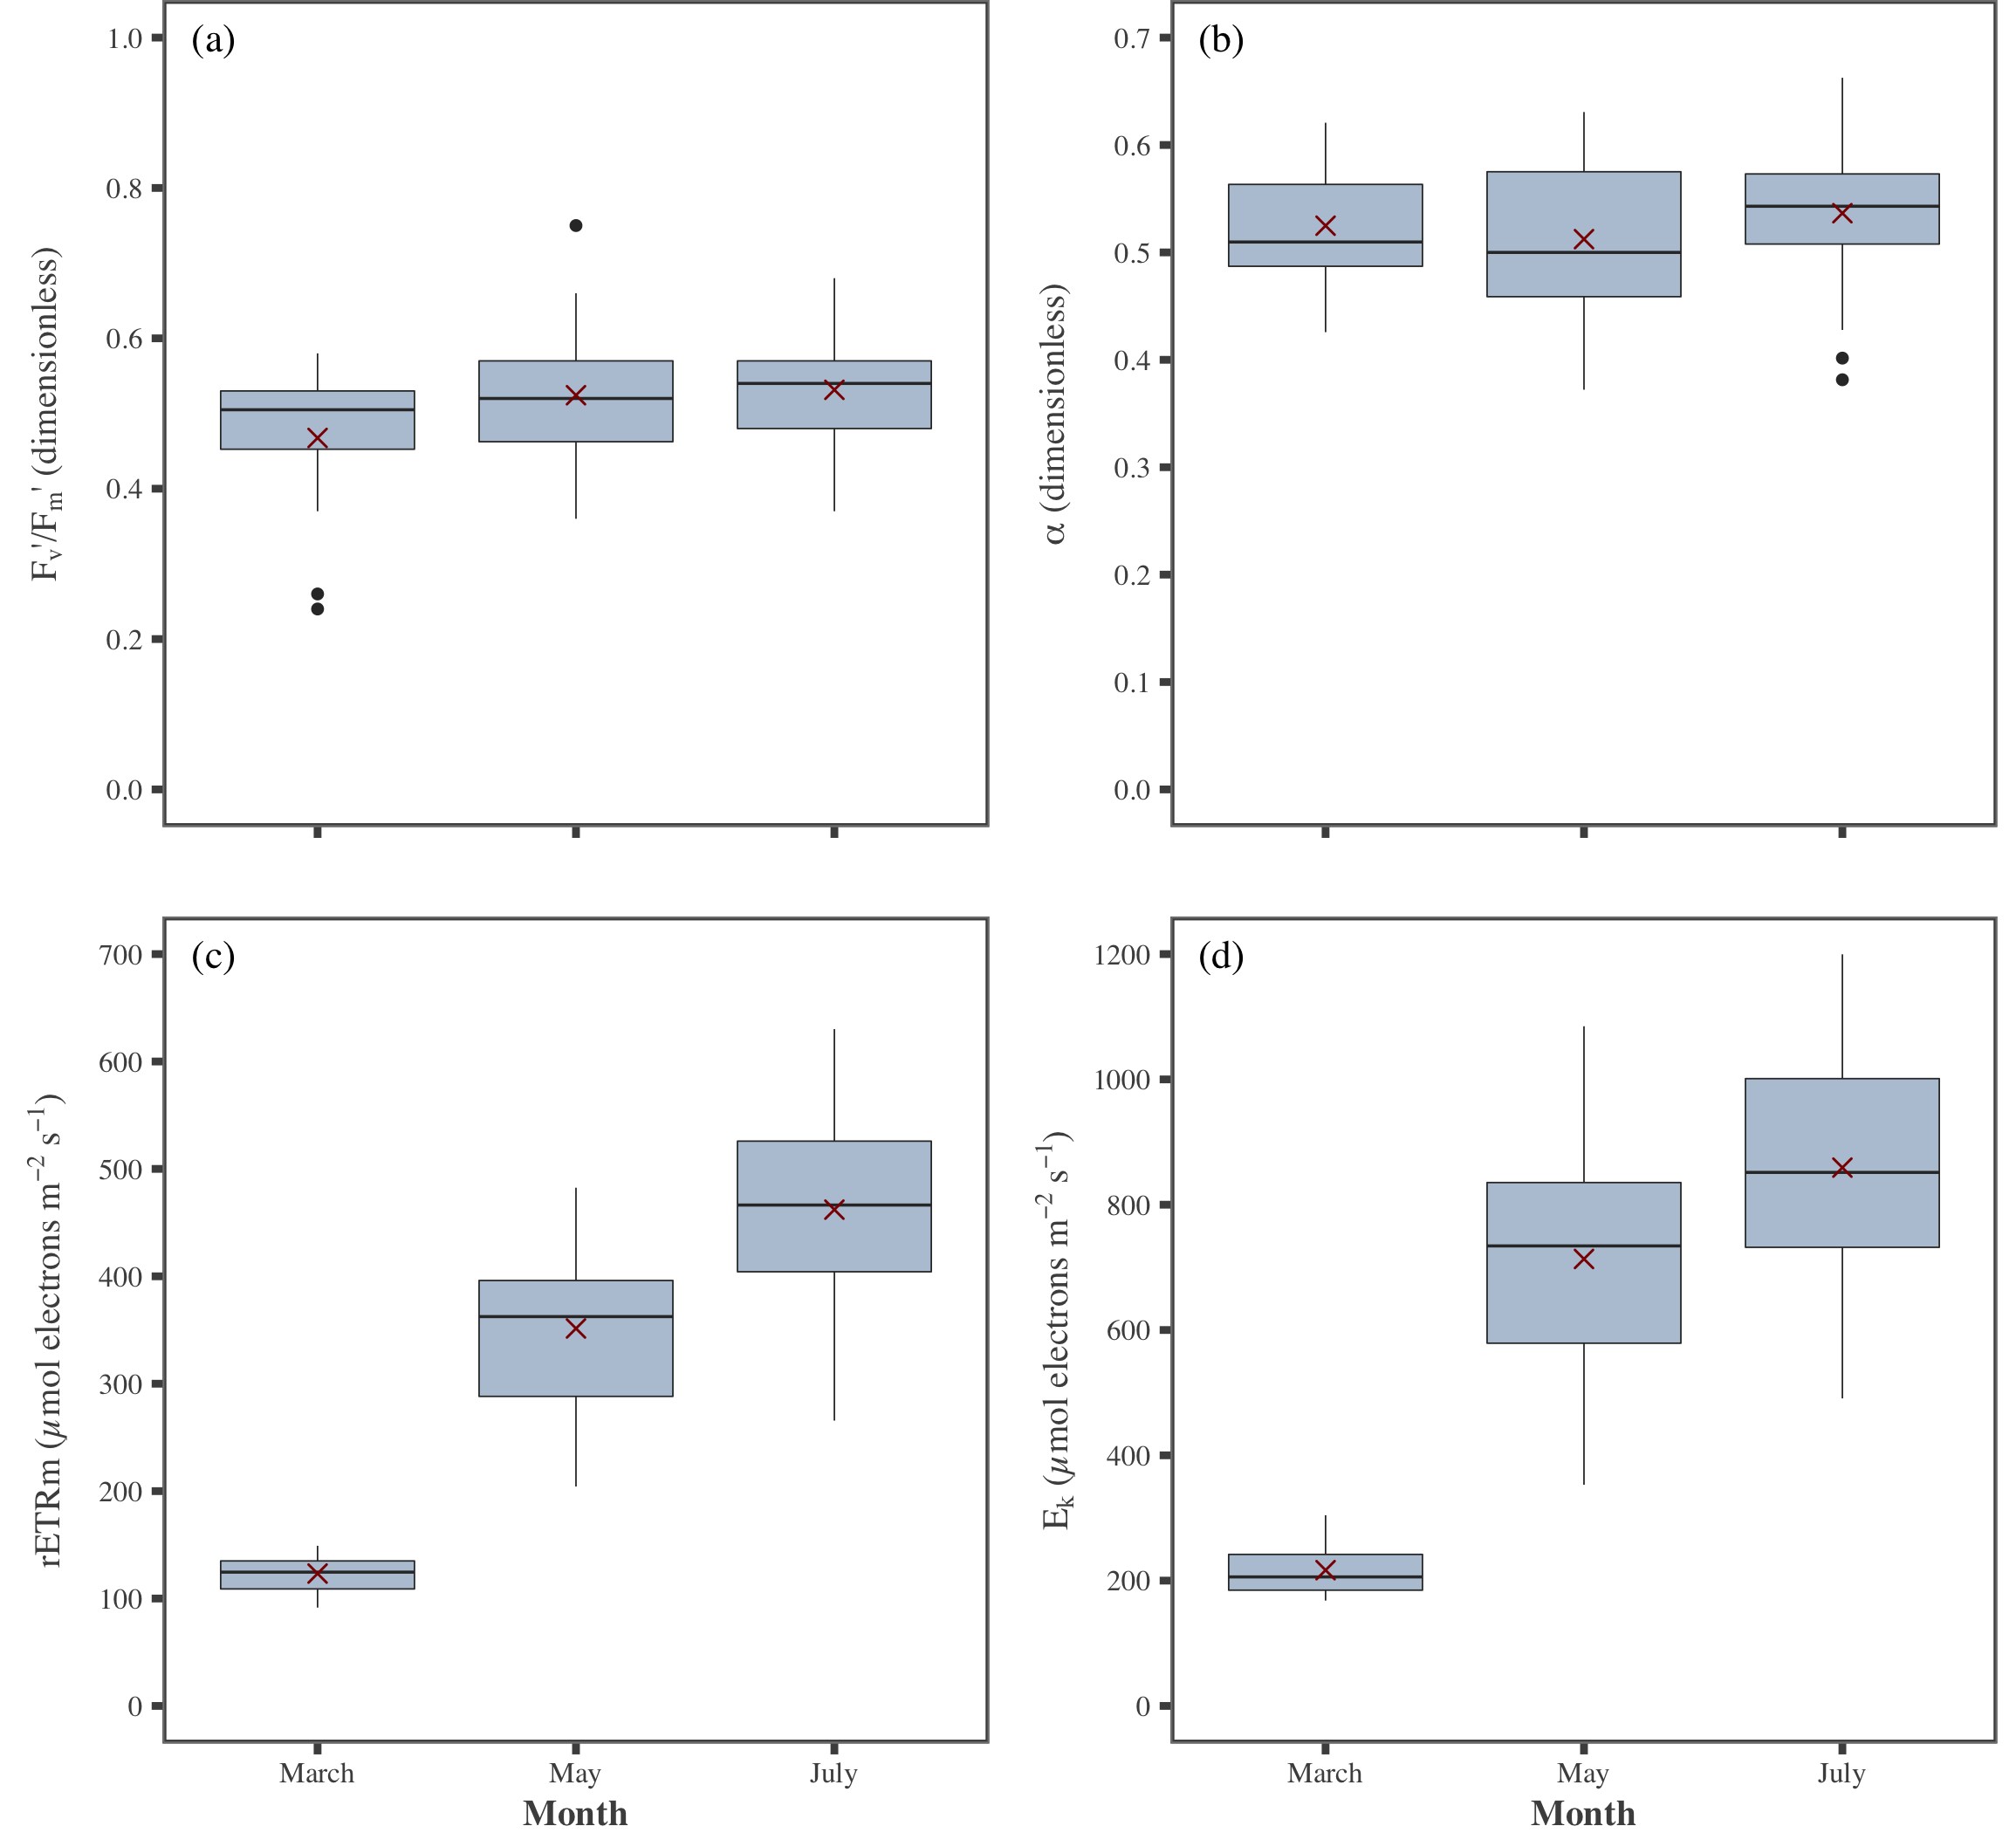 (a)
1.0
0.8
0.6
0.4
0.2
0.0
Fv'/Fm' (dimensionless)
(b)
0.7
0.6
0.5
0.4
0.3
0.2
0.1
0.0
α (dimensionless)
(c)
700
600
500
400
300
200
100
0
rETRm (µmol electrons m−2 s−1)
March May July
Month
(d)
1200
1000
800
600
400
200
0
Ek (µmol electrons m−2 s−1)
March May July
Month